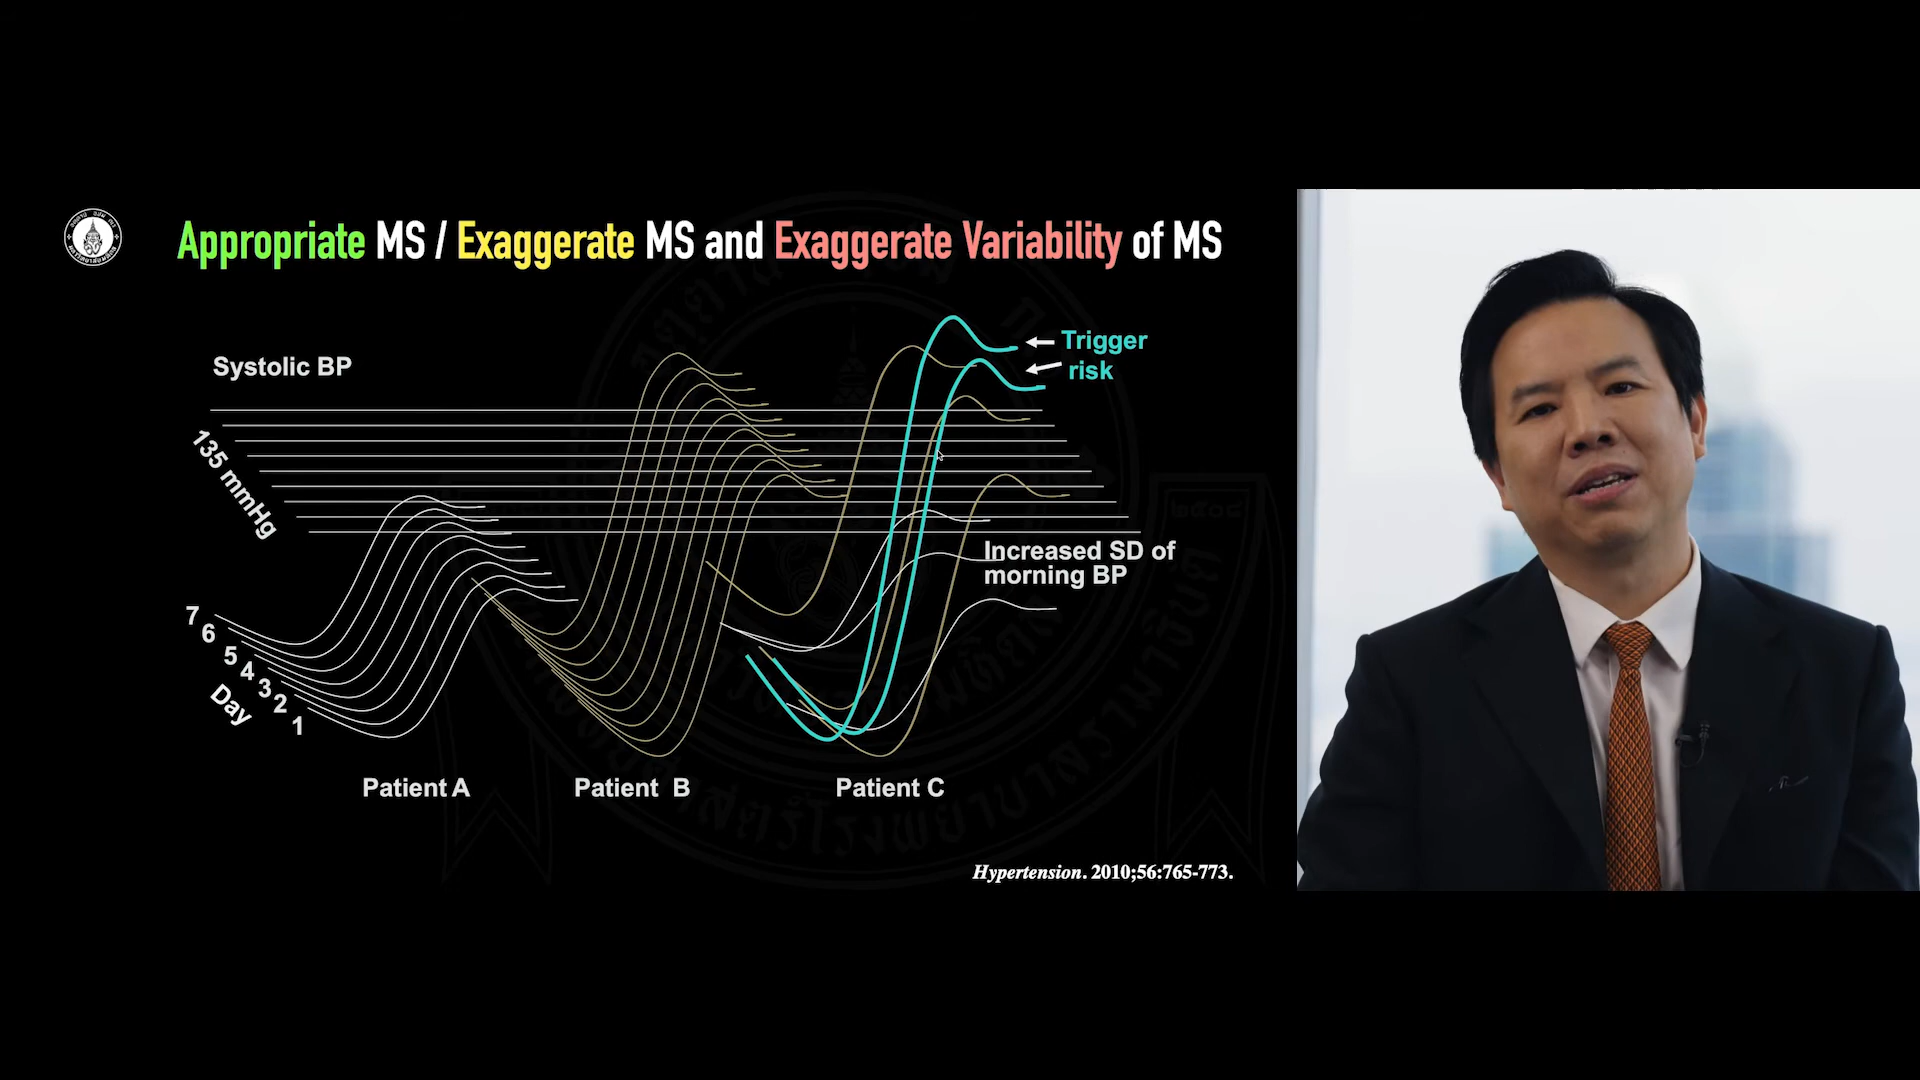 Appropriate MS / Exaggerate MS and Exaggerate Variability of MS
Systolic BP
135 mmHg
Trigger
risk
Increased SD of
morning BP
7
6
5
4
3
2
1
Day
Patient A
Patient B
Patient C
Hypertension. 2010;56:765-773.